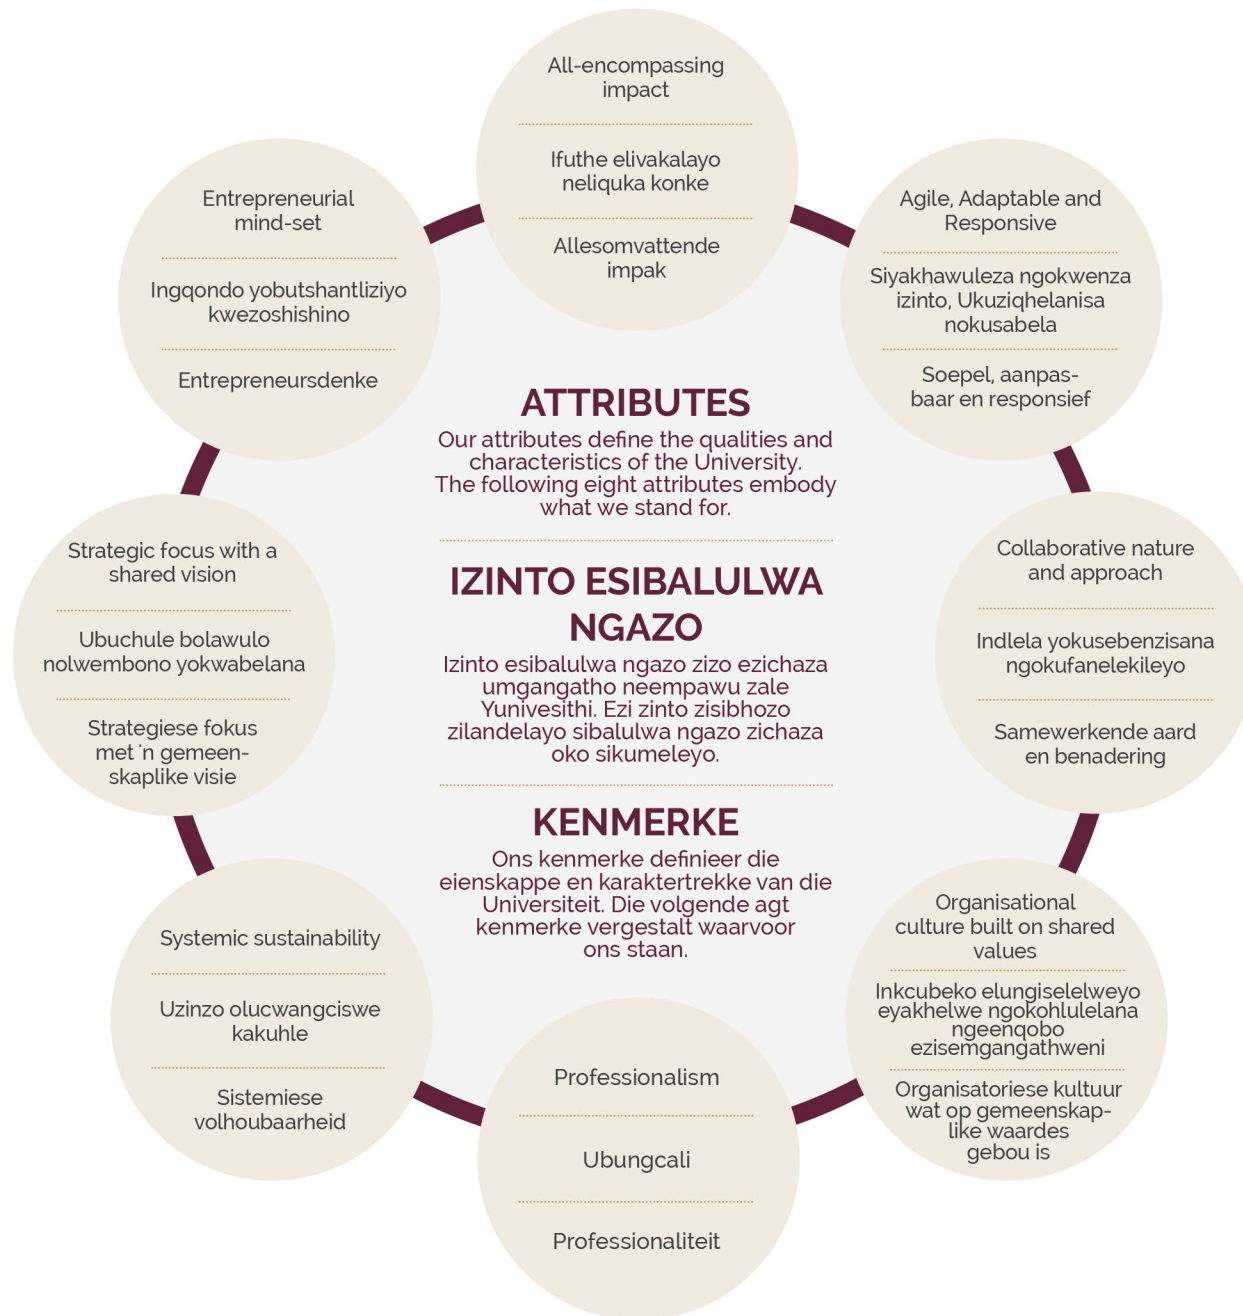 All-encompassing
impact
Ifuthe elivakalayo
neliquka konke
Allesomvattende
impak
Agile, Adaptable and
Responsive
Siyakhawuleza ngokwenza
izinto, Ukuziqhelanisa
nokusabela
Soepel, aanpas-
baar en responsief
Collaborative nature
and approach
Indlela yokusebenzisana
ngokufanelekileyo
Samewerkende aard
en benadering
Organisational
culture built on shared
values
Inkcubeko elungiselelweyo
eyakhelwe ngokohlulelana
ngeenqobo
ezisemgangathweni
Organisatoriese kultuur
wat op gemeenskap-
like waardes
gebou is
Professionalism
Ubungcali
Professionaliteit
Systemic sustainability
Uzinzo olucwangciswe
kakuhle
Sistemiese
volhoubaarheid
Strategic focus with a
shared vision
Ubuchule bolawulo
nolwembono yokwabelana
Strategiese fokus
met 'n gemeen-
skaplike visie
Entrepreneurial
mind-set
Ingqondo yobutshantliziyo
kwezoshishino
Entrepreneursdenke
ATTRIBUTES
Our attributes define the qualities and
characteristics of the University.
The following eight attributes embody
what we stand for.
IZINTO ESIBALULWA
NGAZO
Izinto esibalulwa ngazo zizo ezichaza
umgangatho neempawu zale
Yunivesithi. Ezi zinto zisibhozo
zilandelayo sibalulwa ngazo zichaza
oko sikumeleyo.
KENMERKE
Ons kenmerke definieer die
eienskappe en karaktertrekke van die
Universiteit. Die volgende agt
kenmerke vergestalt waarvoor
ons staan.